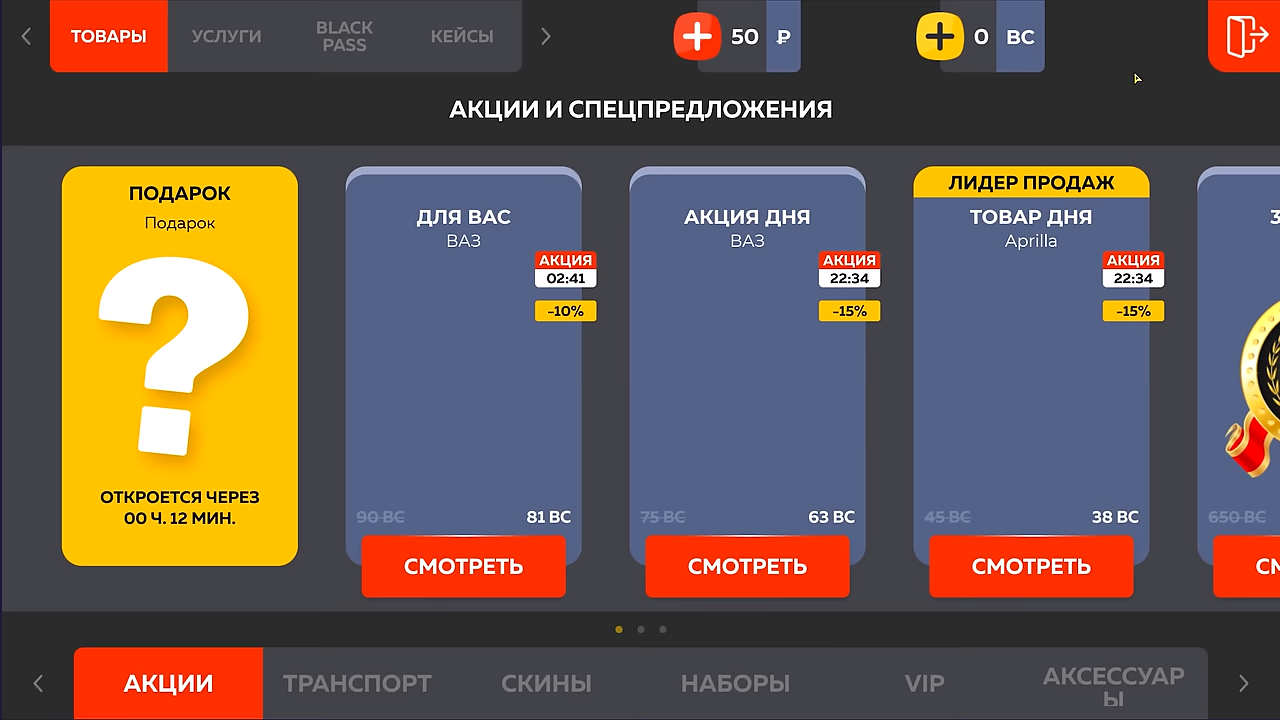 ТОВАРЫ
УСЛУГИ
BLACK
PASS
КЕЙСЫ
50 ₽
0 BC
АКЦИИ И СПЕЦПРЕДЛОЖЕНИЯ
ПОДАРОК
Подарок
ОТКРОЕТСЯ ЧЕРЕЗ
00 Ч. 12 МИН.
ДЛЯ ВАС
ВАЗ
АКЦИЯ
02:41
-10%
90 BC
81 BC
СМОТРЕТЬ
АКЦИЯ ДНЯ
ВАЗ
АКЦИЯ
22:34
-15%
75 BC
63 BC
СМОТРЕТЬ
ЛИДЕР ПРОДАЖ
ТОВАР ДНЯ
Aprilla
АКЦИЯ
22:34
-15%
45 BC
38 BC
СМОТРЕТЬ
650 BC
АКЦИИ
ТРАНСПОРТ
СКИНЫ
НАБОРЫ
VIP
АКСЕССУАР
Ы